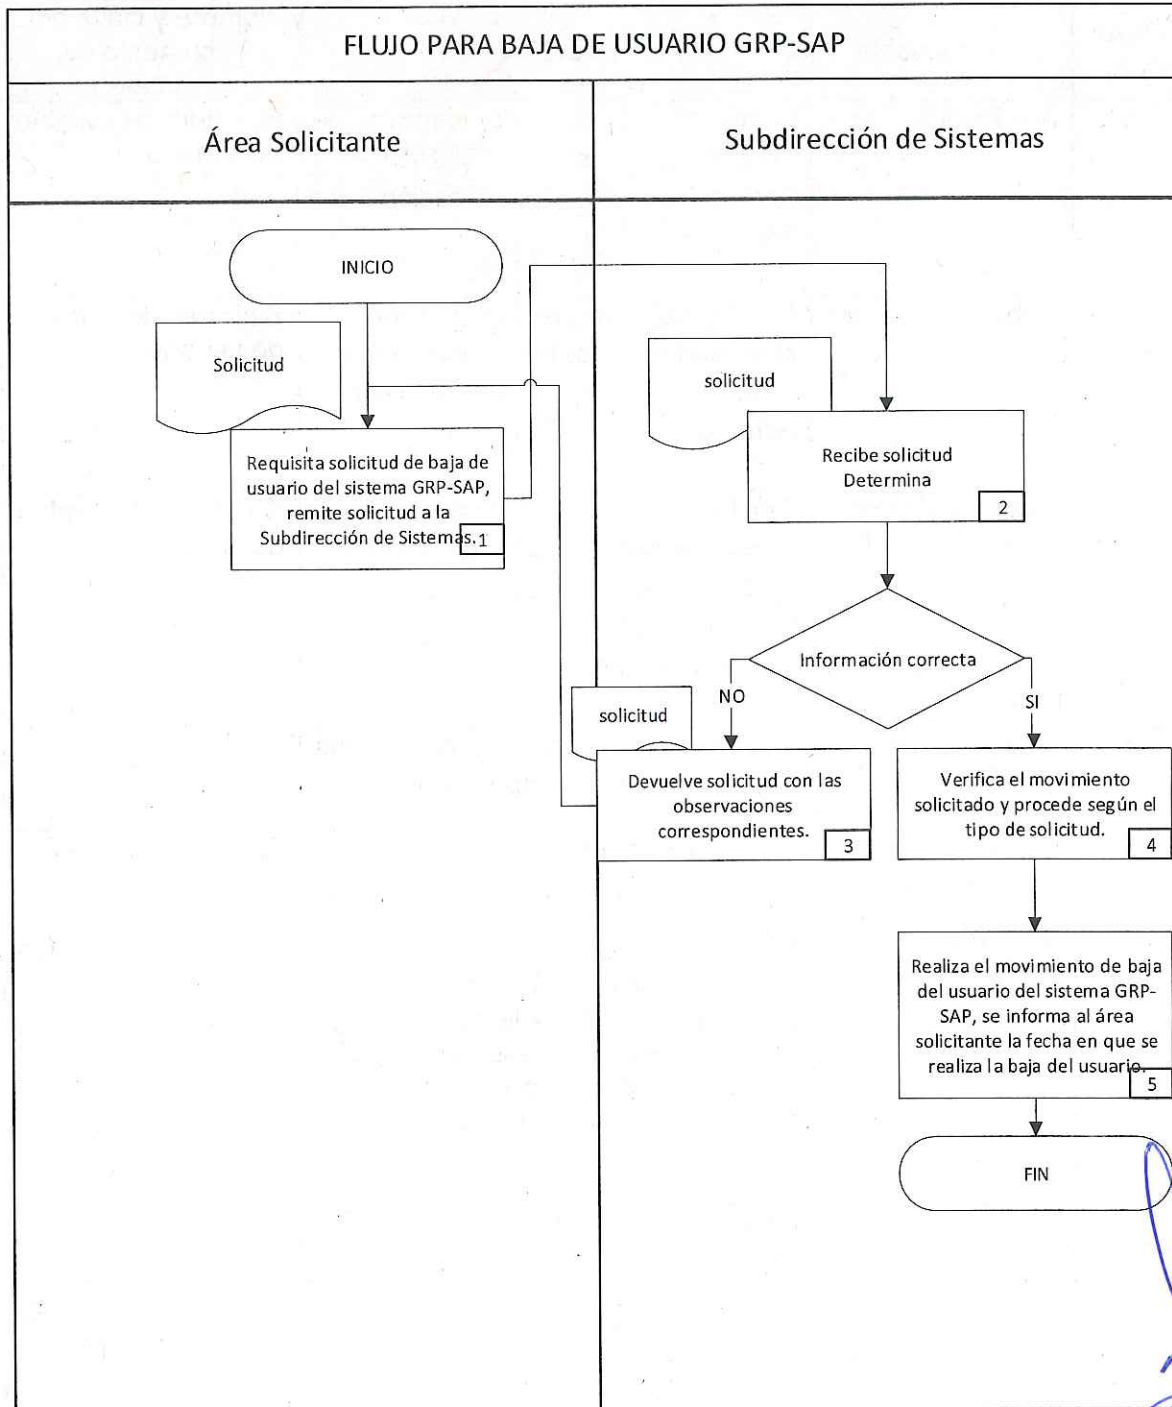 FLUJO PARA BAJA DE USUARIO GRP-SAP
Área Solicitante
Subdirección de Sistemas
INICIO
Solicitud
Requisita solicitud de baja de
usuario del sistema GRP-SAP,
remite solicitud a la
Subdirección de Sistemas.
1
solicitud
Recibe solicitud
Determina
2
Información correcta
NO
SI
solicitud
Devuelve solicitud con las
observaciones
correspondientes.
3
Verifica el movimiento
solicitado y procede según el
tipo de solicitud.
4
Realiza el movimiento de baja
del usuario del sistema GRP-
SAP, se informa al área
solicitante la fecha en que se
realiza la baja del usuario.
5
FIN